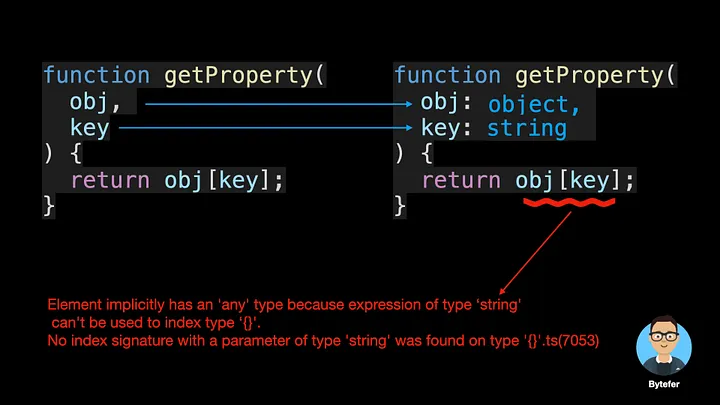 function getProperty(
  obj,
  key
) {
  return obj[key];
}
function getProperty(
  obj: object,
  key: string
) {
  return obj[key];
}
Element implicitly has an 'any' type because expression of type 'string'
can't be used to index type '{}'.
No index signature with a parameter of type 'string' was found on type '{}'.ts(7053)
Bytefer